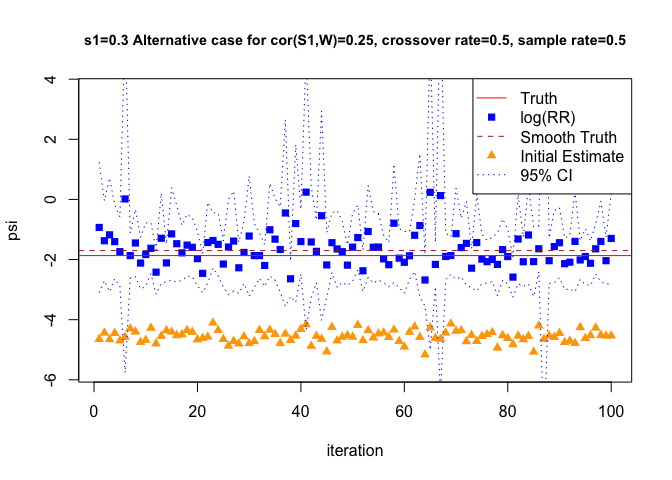 s1=0.3 Alternative case for cor(S1,W)=0.25, crossover rate=0.5, sample rate=0.5
psi
4
2
0
-2
-4
-6
Truth
log(RR)
Smooth Truth
Initial Estimate
95% CI
0 20 40 60 80 100
iteration